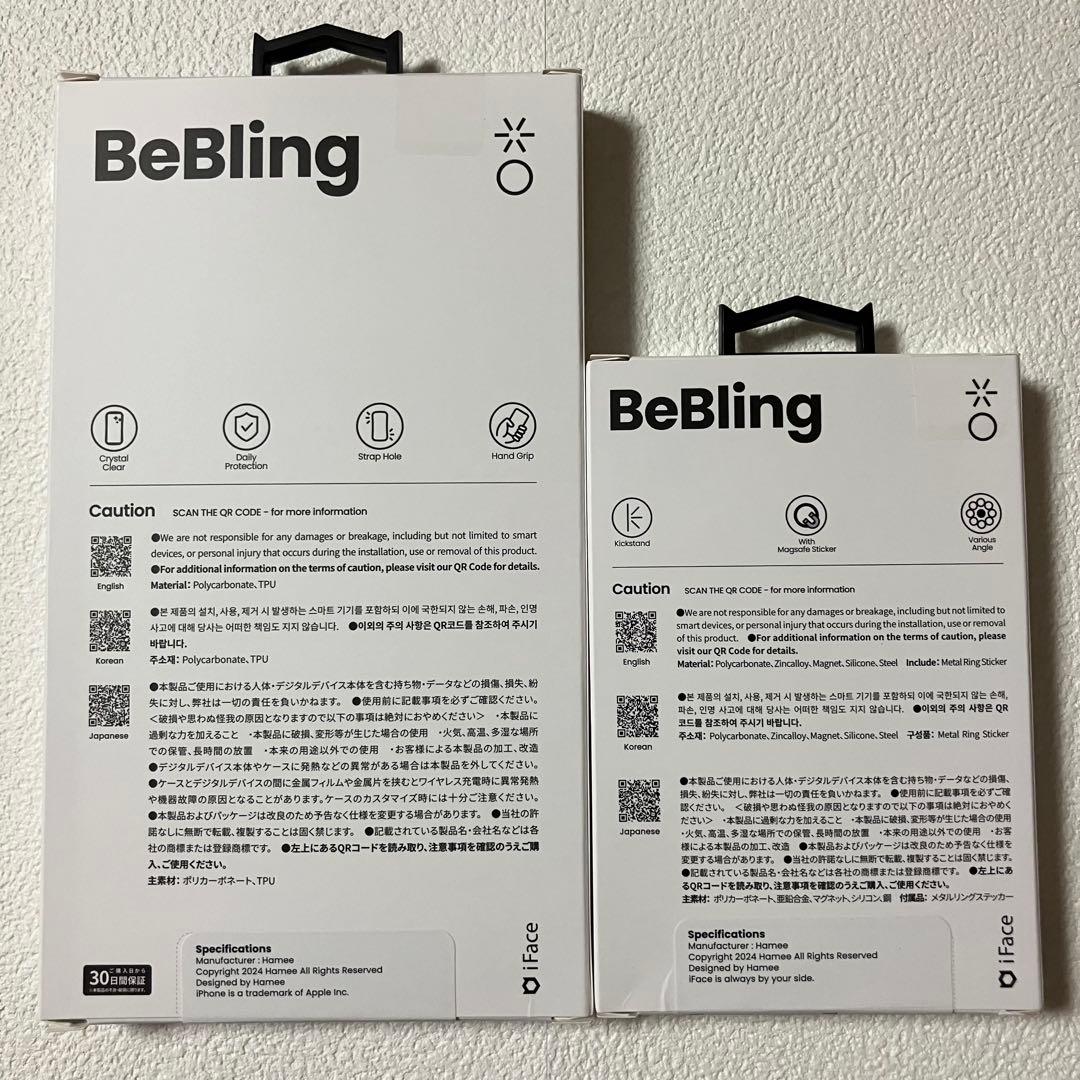 BeBling
Crystal
Clear
Daily
Protection
Strap Hole
Hand Grip
Caution SCAN THE QR CODE - for more information
English
●We are not responsible for any damages or breakage, including but not limited to smart
devices, or personal injury that occurs during the installation, use or removal of this product.
●For additional information on the terms of caution, please visit our QR Code for details.
Material: Polycarbonate、TPU
Korean
●본 제품의 설치, 사용, 제거 시 발생하는 스마트 기기를 포함하되 이에 국한되지 않는 손해, 파손, 인명
사고에 대해 당사는 어떠한 책임도 지지 않습니다. ●이외의 주의 사항은 QR코드를 참조하여 주시기
바랍니다.
주소재: Polycarbonate、TPU
Japanese
●本製品ご使用における人体・デジタルデバイス本体を含む持ち物・データなどの損傷、損失、紛
失に対し、弊社は一切の責任を負いかねます。 ●使用前に記載事項を必ずご確認ください。
＜破損や思わぬ怪我の原因となりますので以下の事項は絶対におやめください＞ ・本製品に
過剰な力を加えること ・本製品に破損、変形等が生じた場合の使用 ・火気、高温、多湿な場所
での保管、長時間の放置 ・本来の用途以外での使用 ・お客様による本製品の加工、改造
●デジタルデバイス本体やケースに発熱などの異常がある場合は本製品を外してください。
●ケースとデジタルデバイスの間に金属フィルムや金属片を挟むとワイヤレス充電時に異常発熱
や機器故障の原因となることがあります。ケースのカスタマイズ時には十分ご注意ください。
●本製品およびパッケージは改良のため予告なく仕様を変更する場合があります。 ●当社の許
諾なしに無断で転載、複製することは固く禁じます。 ●記載されている製品名・会社名などは各
社の商標または登録商標です。 ●左上にあるQRコードを読み取り、注意事項を確認のうえご購
入、ご使用ください。
主素材: ポリカーボネート、TPU
ご購入日から
30日間保証
Specifications
Manufacturer : Hamee
Copyright 2024 Hamee All Rights Reserved
Designed by Hamee
iPhone is a trademark of Apple Inc.
iFace
BeBling
Kickstand
With
Magsafe Sticker
Various
Angle
Caution SCAN THE QR CODE - for more information
English
●We are not responsible for any damages or breakage, including but not limited to
smart devices, or personal injury that occurs during the installation, use or removal
of this product. ●For additional information on the terms of caution, please
visit our QR Code for details.
Material: Polycarbonate、Zincalloy、Magnet、Silicone、Steel Include: Metal Ring Sticker
Korean
●본 제품의 설치, 사용, 제거 시 발생하는 스마트 기기를 포함하되 이에 국한되지 않는 손해,
파손, 인명 사고에 대해 당사는 어떠한 책임도 지지 않습니다. ●이외의 주의 사항은 QR
코드를 참조하여 주시기 바랍니다.
주소재: Polycarbonate、Zincalloy、Magnet、Silicone、Steel 구성품: Metal Ring Sticker
Japanese
●本製品ご使用における人体・デジタルデバイス本体を含む持ち物・データなどの損傷、
損失、紛失に対し、弊社は一切の責任を負いかねます。 ●使用前に記載事項を必ずご確
認ください。 ＜破損や思わぬ怪我の原因となりますので以下の事項は絶対におやめく
ださい＞ ・本製品に過剰な力を加えること ・本製品に破損、変形等が生じた場合の使用
・火気、高温、多湿な場所での保管、長時間の放置 ・本来の用途以外での使用 ・お客
様による本製品の加工、改造 ●本製品およびパッケージは改良のため予告なく仕様を
変更する場合があります。 ●当社の許諾なしに無断で転載、複製することは固く禁じます。
●記載されている製品名・会社名などは各社の商標または登録商標です。 ●左上にあ
るQRコードを読み取り、注意事項を確認のうえご購入、ご使用ください。
主素材: ポリカーボネート、亜鉛合金、マグネット、シリコン、鋼 付属品: メタルリングステッカー
Specifications
Manufacturer : Hamee
Copyright 2024 Hamee All Rights Reserved
Designed by Hamee
iFace is always by your side.
iFace